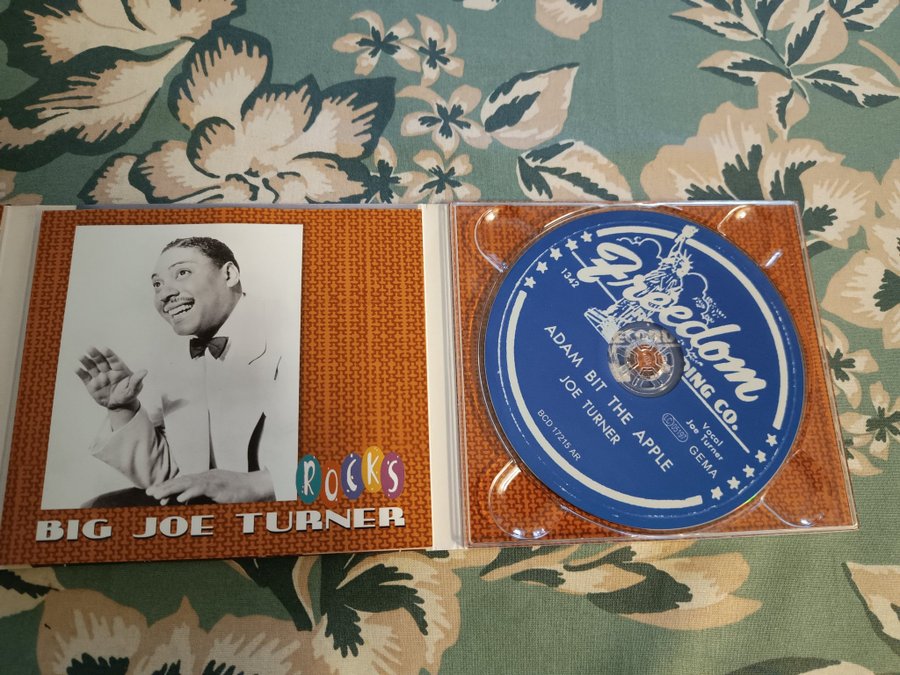 ROCKS
BIG JOE TURNER
Freedom
DING CO.
1342
ADAM BIT THE APPLE
JOE TURNER
Vocal
Joe Turner
GEMA
BCD 17215 AR